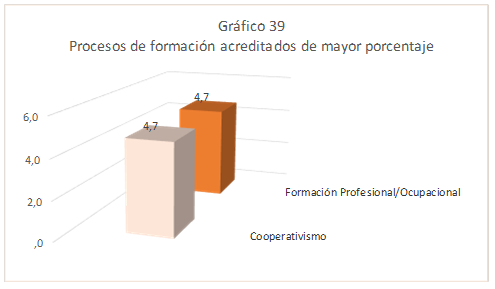 Gráfico 39
Procesos de formación acreditados de mayor porcentaje
4,7
4,7
6,0
4,0
2,0
,0
Formación Profesional/Ocupacional
Cooperativismo